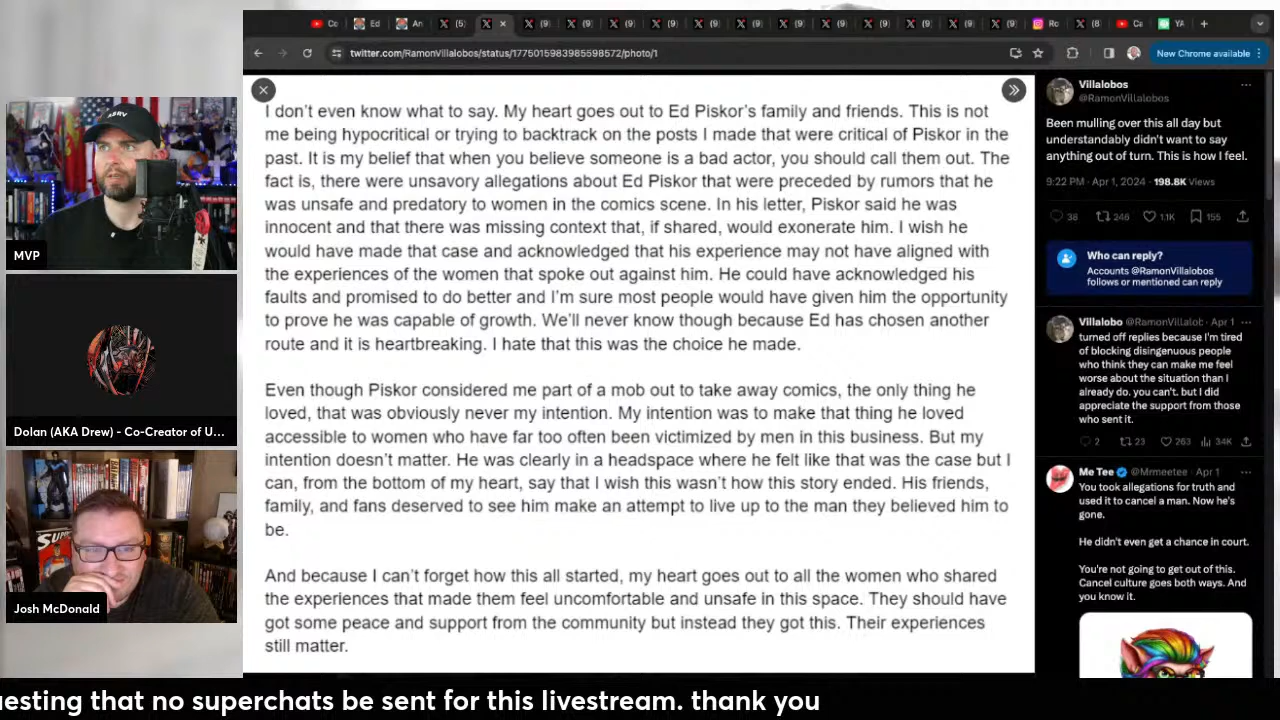 Co
Ed
An
(5)
(9
(9
(9
(9
(9
(9
(9
(9
(9
(9
(9
(9
Ro
(8
Ca
YA
twitter.com/RamonVillalobos/status/1775015983985598572/photo/1
New Chrome available
I don't even know what to say. My heart goes out to Ed Piskor's family and friends. This is not
me being hypocritical or trying to backtrack on the posts I made that were critical of Piskor in the
past. It is my belief that when you believe someone is a bad actor, you should call them out. The
fact is, there were unsavory allegations about Ed Piskor that were preceded by rumors that he
was unsafe and predatory to women in the comics scene. In his letter, Piskor said he was
innocent and that there was missing context that, if shared, would exonerate him. I wish he
would have made that case and acknowledged that his experience may not have aligned with
the experiences of the women that spoke out against him. He could have acknowledged his
faults and promised to do better and I'm sure most people would have given him the opportunity
to prove he was capable of growth. We'll never know though because Ed has chosen another
route and it is heartbreaking. I hate that this was the choice he made.
Even though Piskor considered me part of a mob out to take away comics, the only thing he
loved, that was obviously never my intention. My intention was to make that thing he loved
accessible to women who have far too often been victimized by men in this business. But my
intention doesn't matter. He was clearly in a headspace where he felt like that was the case but I
can, from the bottom of my heart, say that I wish this wasn't how this story ended. His friends,
family, and fans deserved to see him make an attempt to live up to the man they believed him to
be.
And because I can't forget how this all started, my heart goes out to all the women who shared
the experiences that made them feel uncomfortable and unsafe in this space. They should have
got some peace and support from the community but instead they got this. Their experiences
still matter.
Villalobos
@RamonVillalobos
Been mulling over this all day but
understandably didn't want to say
anything out of turn. This is how I feel.
9:22 PM · Apr 1, 2024 · 198.8K Views
38 246 1.1K 155
Who can reply?
Accounts @RamonVillalobos
follows or mentioned can reply
Villalobo @RamonVillalob · Apr 1
turned off replies because I'm tired
of blocking disingenuous people
who think they can make me feel
worse about the situation than I
already do. you can't. but I did
appreciate the support from those
who sent it.
2 23 263 34K
Me Tee @Mrmeetee · Apr 1
You took allegations for truth and
used it to cancel a man. Now he's
gone.
He didn't even get a chance in court.
You're not going to get out of this.
Cancel culture goes both ways. And
you know it.
MVP
Dolan (AKA Drew) - Co-Creator of U...
Josh McDonald
uesting that no superchats be sent for this livestream. thank you